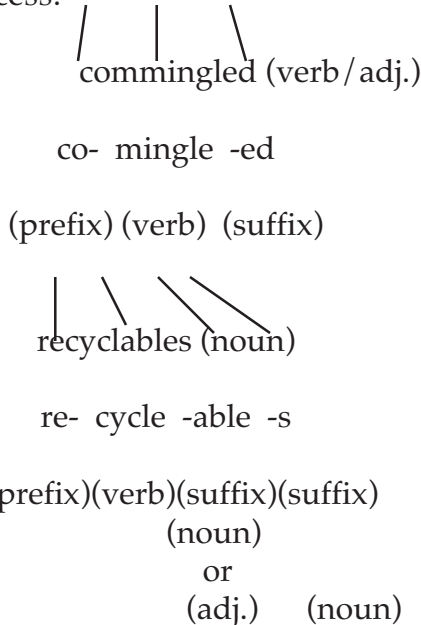 commingled (verb/adj.)
co- mingle -ed
(prefix) (verb) (suffix)
recyclables (noun)
re- cycle -able -s
prefix)(verb)(suffix)(suffix)
(noun)
or
(adj.) (noun)